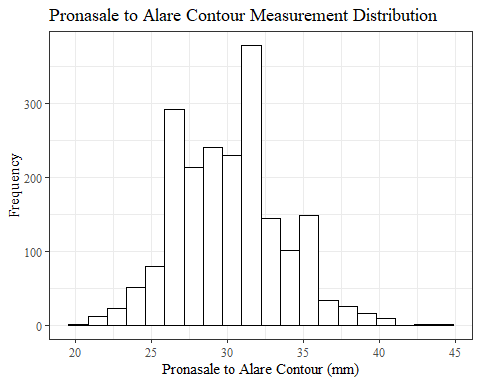 Pronasale to Alare Contour Measurement Distribution
Frequency
300
200
100
0
20 25 30 35 40 45
Pronasale to Alare Contour (mm)